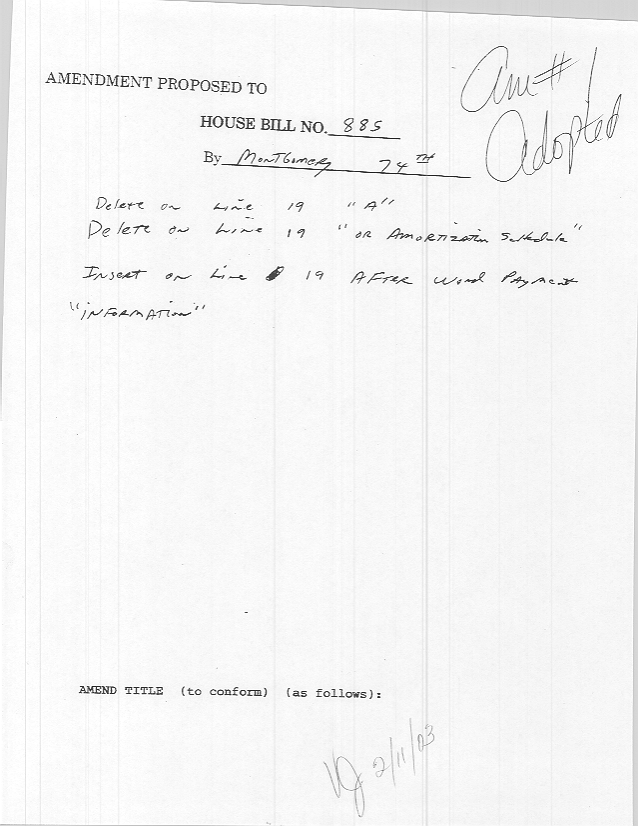 Am # 1
Adopted
AMENDMENT PROPOSED TO
HOUSE BILL NO. 885
By Montgomery 74TH
Delete on Line 19 "A"
Delete on Line 19 "or Amortization Schedule"
Insert on Line 19 AFTER Word Payment
"INFORMATION"
AMEND TITLE (to conform) (as follows):
2/11/03